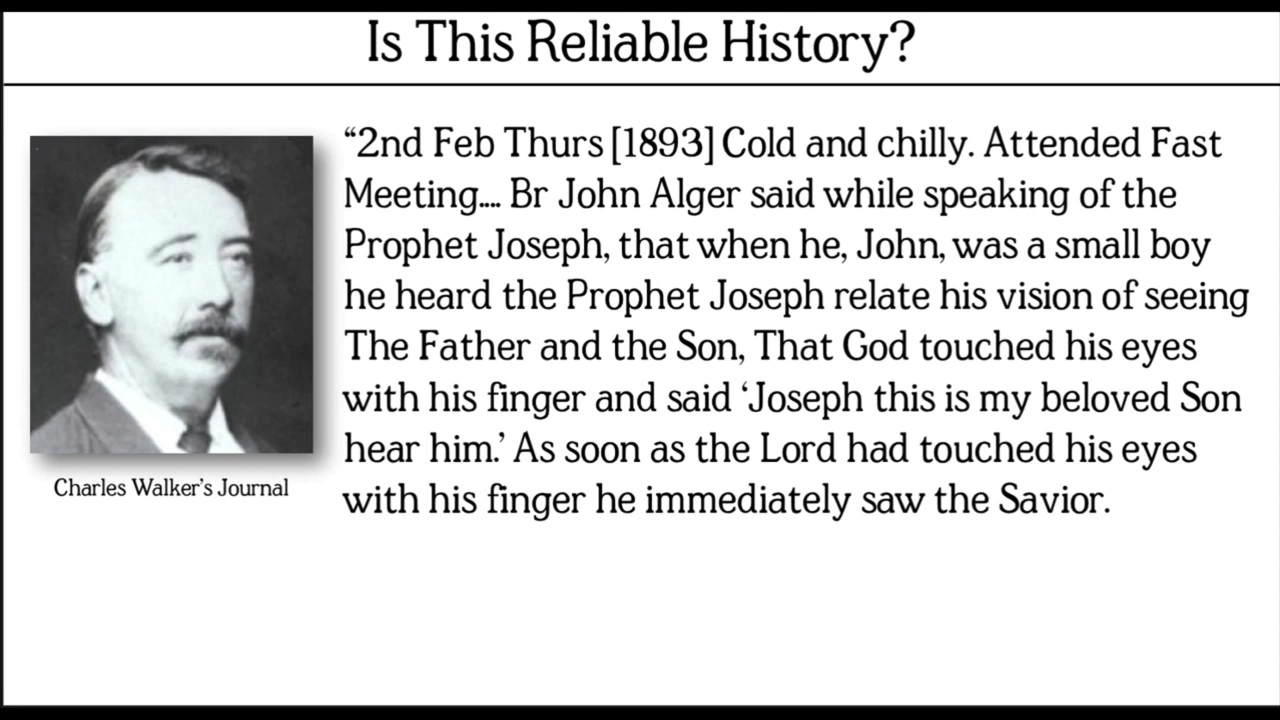 Is This Reliable History?
“2nd Feb Thurs [1893] Cold and chilly. Attended Fast
Meeting.... Br John Alger said while speaking of the
Prophet Joseph, that when he, John, was a small boy
he heard the Prophet Joseph relate his vision of seeing
The Father and the Son, That God touched his eyes
with his finger and said ‘Joseph this is my beloved Son
hear him.’ As soon as the Lord had touched his eyes
with his finger he immediately saw the Savior.
Charles Walker’s Journal